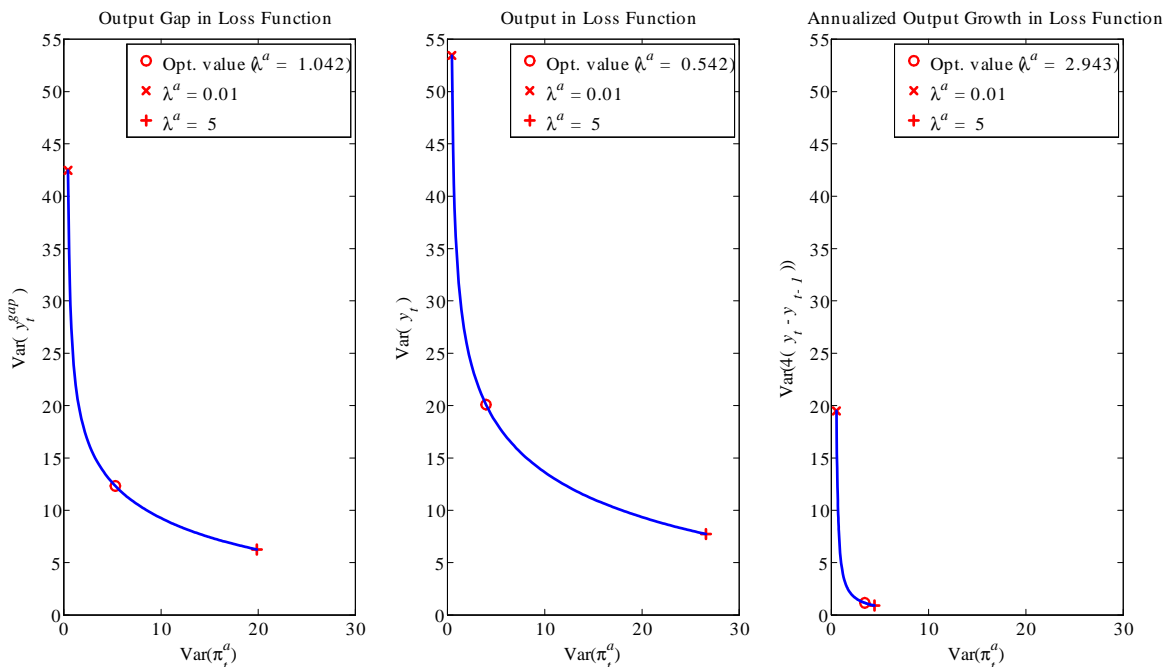 Output Gap in Loss Function
55
50
45
40
35
30
25
20
15
10
5
0
0
10
20
30
Var( y_t^{gap})
Var(π_t^a)
Opt. value (λ^a = 1.042)
λ^a = 0.01
λ^a = 5
Output in Loss Function
55
50
45
40
35
30
25
20
15
10
5
0
0
10
20
30
Var( y_t)
Var(π_t^a)
Opt. value (λ^a = 0.542)
λ^a = 0.01
λ^a = 5
Annualized Output Growth in Loss Function
55
50
45
40
35
30
25
20
15
10
5
0
0
10
20
30
Var(4( y_t - y_{t-1}))
Var(π_t^a)
Opt. value (λ^a = 2.943)
λ^a = 0.01
λ^a = 5